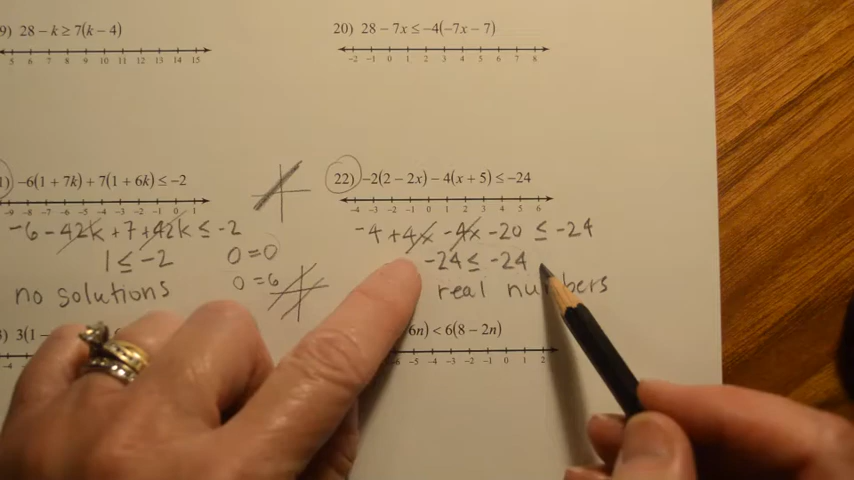 9) 28 − k ≥ 7(k − 4)
5 6 7 8 9 10 11 12 13 14 15
20) 28 − 7x ≤ −4(−7x − 7)
−2 −1 0 1 2 3 4 5 6 7 8
1) −6(1 + 7k) + 7(1 + 6k) ≤ −2
−9 −8 −7 −6 −5 −4 −3 −2 −1 0 1
-6 - 42k + 7 + 42k ≤ -2
1 ≤ -2
0 = 0
0 = 6
no solutions
22) −2(2 − 2x) − 4(x + 5) ≤ −24
−4 −3 −2 −1 0 1 2 3 4 5 6
-4 + 4x - 4x - 20 ≤ -24
-24 ≤ -24
real numbers
3) 3(1
−4
6n) < 6(8 − 2n)
−6 −5 −4 −3 −2 −1 0 1 2